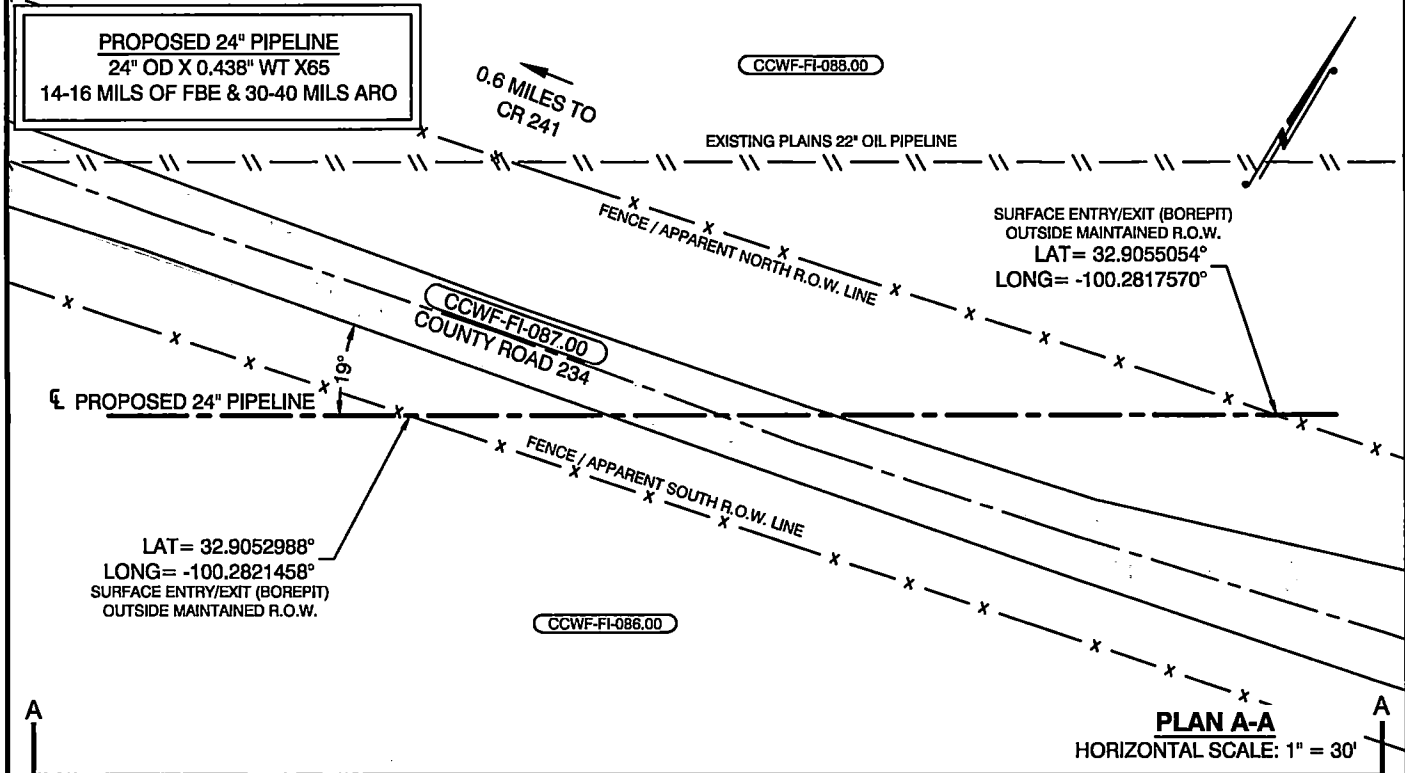 PROPOSED 24" PIPELINE
24" OD X 0.438" WT X65
14-16 MILS OF FBE & 30-40 MILS ARO
0.6 MILES TO
CR 241
CCWF-FI-088.00
EXISTING PLAINS 22" OIL PIPELINE
N
FENCE / APPARENT NORTH R.O.W. LINE
SURFACE ENTRY/EXIT (BOREPIT)
OUTSIDE MAINTAINED R.O.W.
LAT= 32.9055054°
LONG= -100.2817570°
CCWF-FI-087.00
COUNTY ROAD 234
19°
℄ PROPOSED 24" PIPELINE
FENCE / APPARENT SOUTH R.O.W. LINE
LAT= 32.9052988°
LONG= -100.2821458°
SURFACE ENTRY/EXIT (BOREPIT)
OUTSIDE MAINTAINED R.O.W.
CCWF-FI-086.00
A
A
PLAN A-A
HORIZONTAL SCALE: 1" = 30'